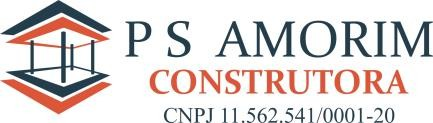 P S AMORIM
CONSTRUTORA
CNPJ 11.562.541/0001-20